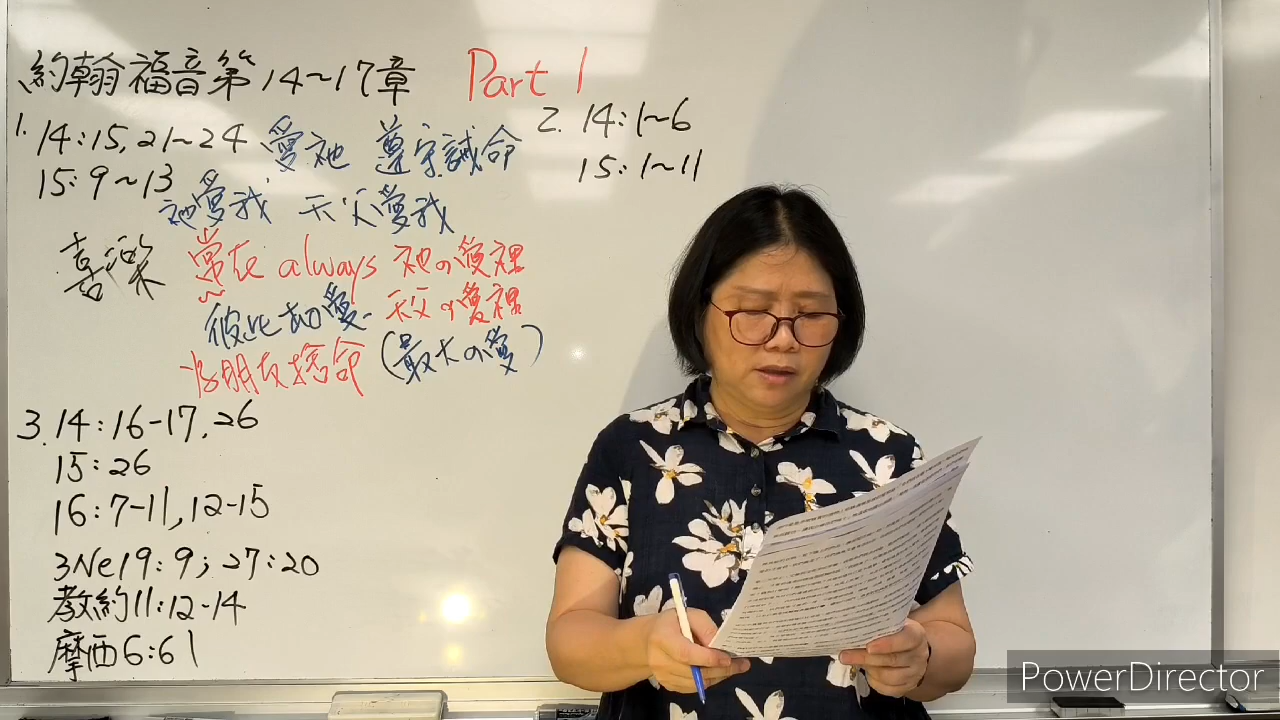 約翰福音第14~17章 Part 1
1. 14:15,21~24 愛祂 遵守誡命
15:9~13
祂愛我 天父愛我
喜樂 常在 always 祂の愛裡
彼此相愛 天父の愛裡
為朋友捨命 (最大の愛)
2. 14:1~6
15:1~11
3. 14:16-17,26
15:26
16:7-11,12-15
3Ne19:9;27:20
教約11:12-14
摩西6:61
PowerDirector